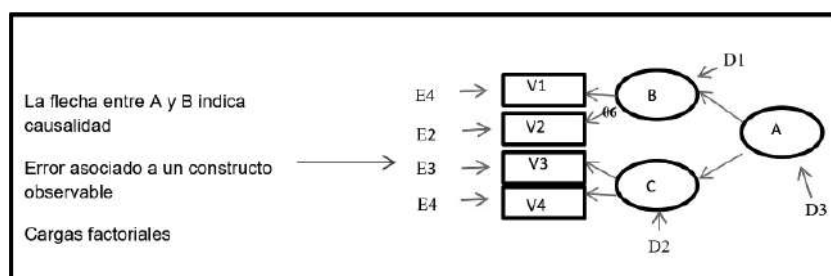 La flecha entre A y B indica
causalidad
Error asociado a un constructo
observable
Cargas factoriales
E4
E2
E3
E4
V1
V2
V3
V4
06
B
C
A
D1
D2
D3